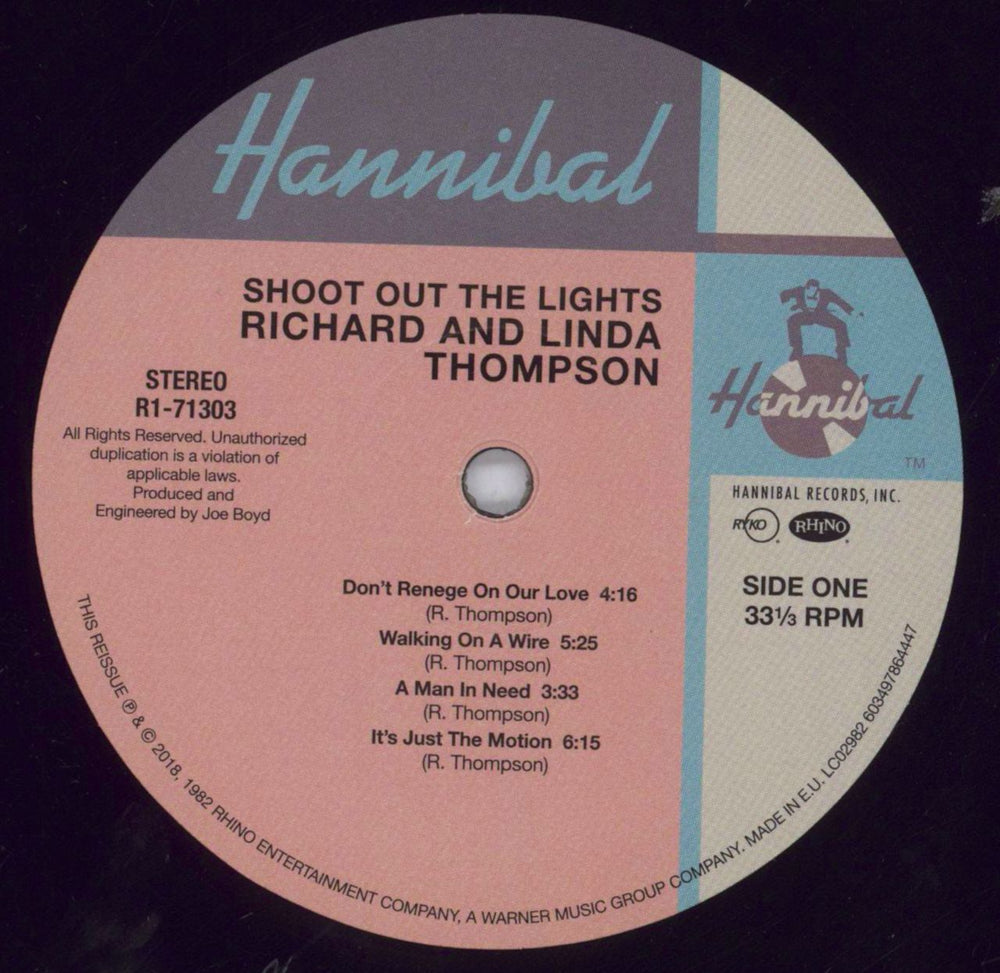 Hannibal
SHOOT OUT THE LIGHTS
RICHARD AND LINDA
THOMPSON
STEREO
R1-71303
All Rights Reserved. Unauthorized
duplication is a violation of
applicable laws.
Produced and
Engineered by Joe Boyd
Hannibal
TM
HANNIBAL RECORDS, INC.
RYKO RHINO
SIDE ONE
33⅓ RPM
Don't Renege On Our Love 4:16
(R. Thompson)
Walking On A Wire 5:25
(R. Thompson)
A Man In Need 3:33
(R. Thompson)
It's Just The Motion 6:15
(R. Thompson)
THIS REISSUE ℗ & © 2018, 1982 RHINO ENTERTAINMENT COMPANY, A WARNER MUSIC GROUP COMPANY. MADE IN E.U. LC02982 603497864447